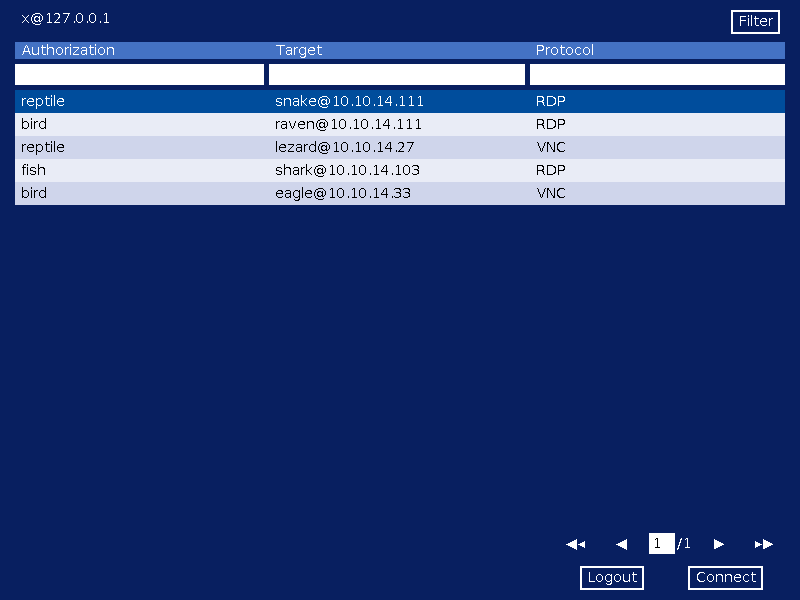 x@127.0.0.1
Filter
Authorization Target Protocol
reptile snake@10.10.14.111 RDP
bird raven@10.10.14.111 RDP
reptile lezard@10.10.14.27 VNC
fish shark@10.10.14.103 RDP
bird eagle@10.10.14.33 VNC
1/1
Logout Connect